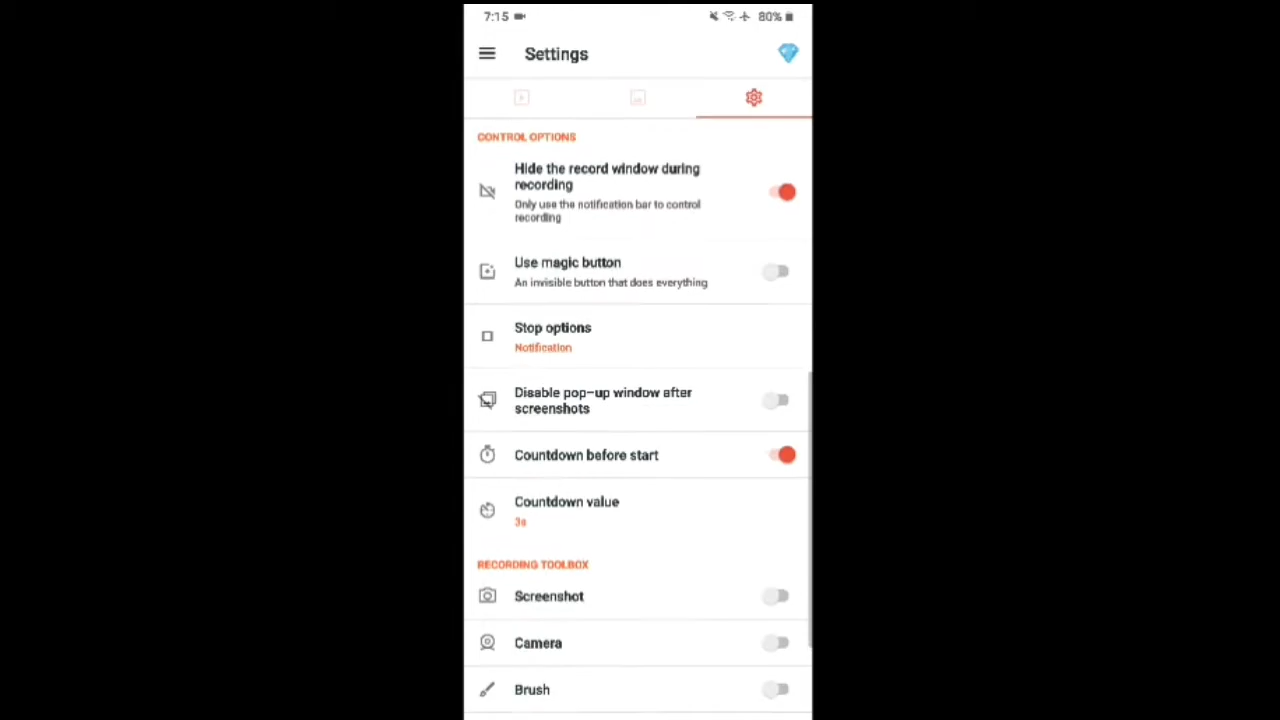 7:15
80%
Settings
CONTROL OPTIONS
Hide the record window during
recording
Only use the notification bar to control
recording
Use magic button
An invisible button that does everything
Stop options
Notification
Disable pop-up window after
screenshots
Countdown before start
Countdown value
3s
RECORDING TOOLBOX
Screenshot
Camera
Brush